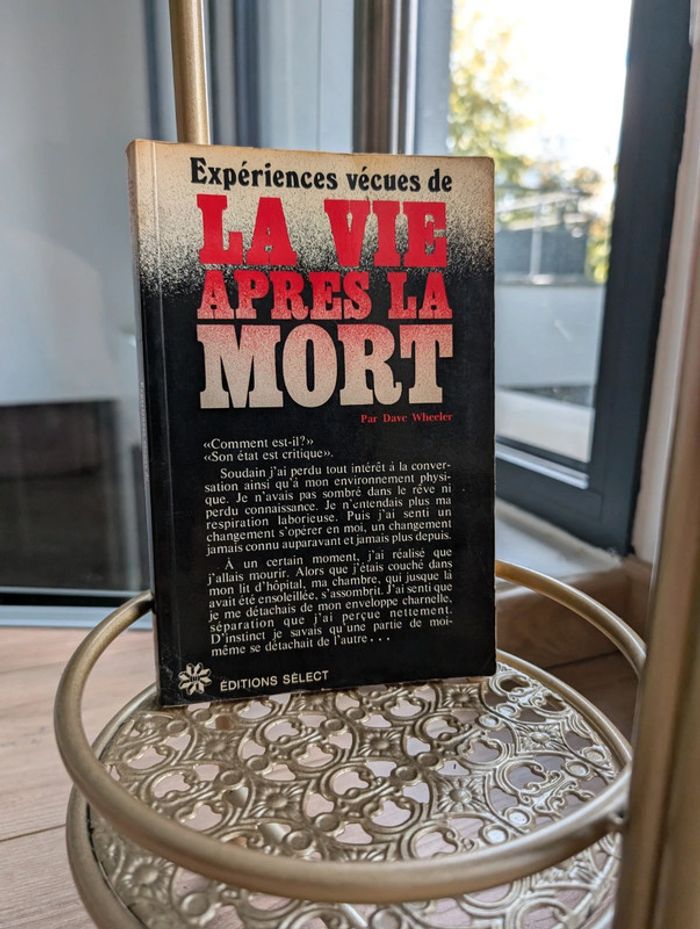 Expériences vécues de
LA VIE
APRES LA
MORT
Par Dave Wheeler
«Comment est-il?»
«Son état est critique».
Soudain j'ai perdu tout intérêt à la conver-
sation ainsi qu'à mon environnement physi-
que. Je n'avais pas sombré dans le rêve ni
perdu connaissance. Je n'entendais plus ma
respiration laborieuse. Puis j'ai senti un
changement s'opérer en moi, un changement
jamais connu auparavant et jamais plus depuis.
À un certain moment, j'ai réalisé que
j'allais mourir. Alors que j'étais couché dans
mon lit d'hôpital, ma chambre, qui jusque là
avait été ensoleillée, s'assombrit. J'ai senti que
je me détachais de mon enveloppe charnelle,
séparation que j'ai perçue nettement.
D'instinct je savais qu'une partie de moi-
même se détachait de l'autre . . .
ÉDITIONS SÉLECT